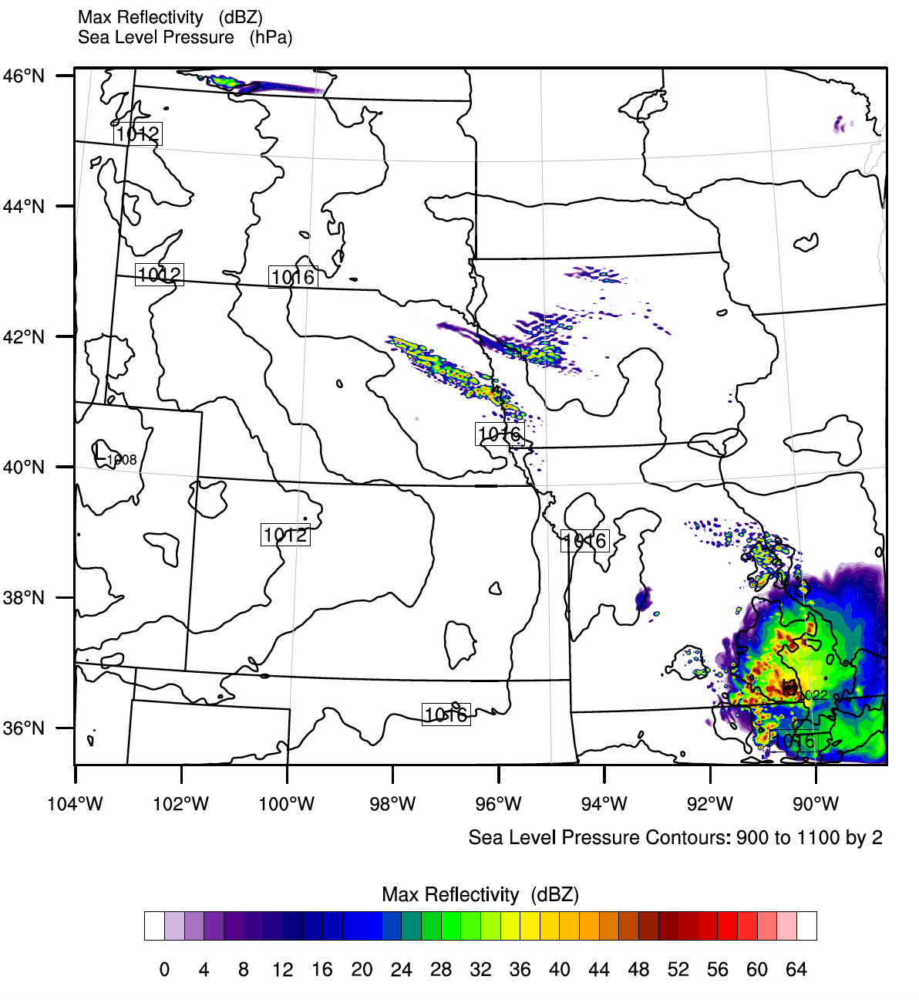 Max Reflectivity (dBZ)
Sea Level Pressure (hPa)
46°N
44°N
42°N
40°N
38°N
36°N
1012
1012
1016
1016
L1008
1012
1016
H1022
1016
1016
104°W 102°W 100°W 98°W 96°W 94°W 92°W 90°W
Sea Level Pressure Contours: 900 to 1100 by 2
Max Reflectivity (dBZ)
0 4 8 12 16 20 24 28 32 36 40 44 48 52 56 60 64